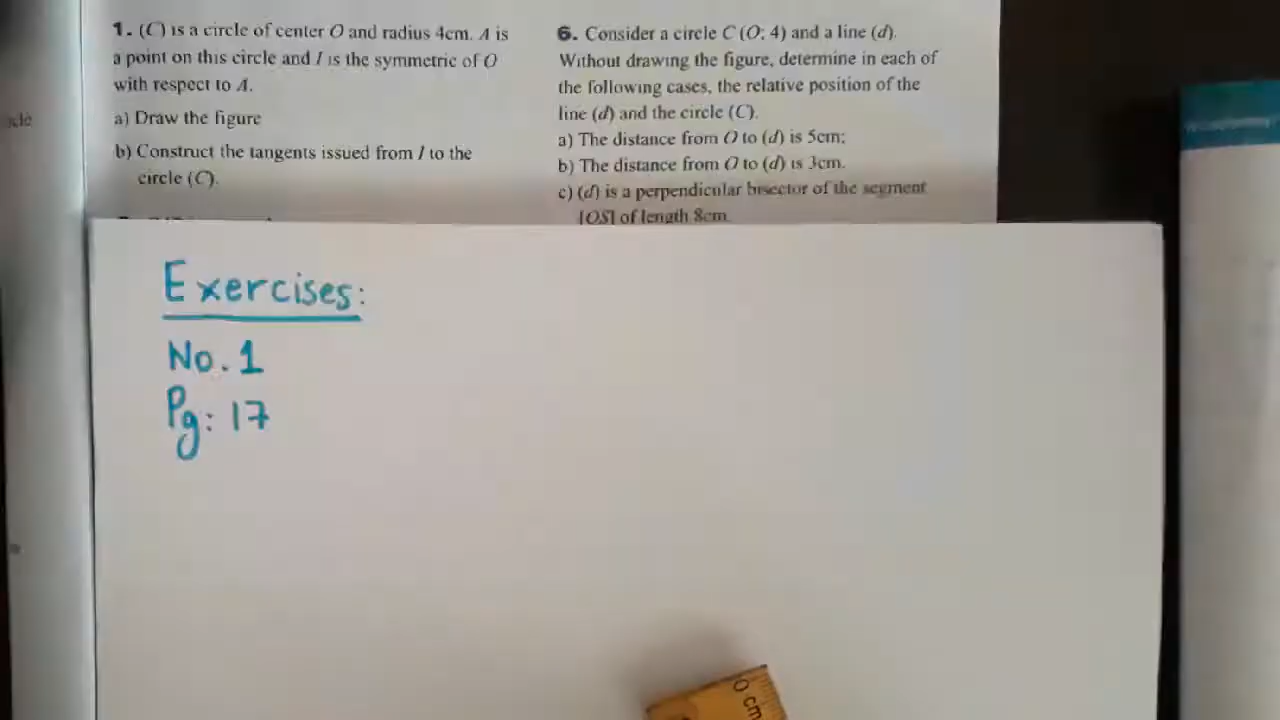 1. (C) is a circle of center O and radius 4cm. A is
a point on this circle and I is the symmetric of O
with respect to A.
a) Draw the figure
b) Construct the tangents issued from I to the
circle (C).
6. Consider a circle C (O; 4) and a line (d).
Without drawing the figure, determine in each of
the following cases, the relative position of the
line (d) and the circle (C).
a) The distance from O to (d) is 5cm;
b) The distance from O to (d) is 3cm.
c) (d) is a perpendicular bisector of the segment
[OS] of length 8cm.
Exercises:
No. 1
Pg: 17
0 cm